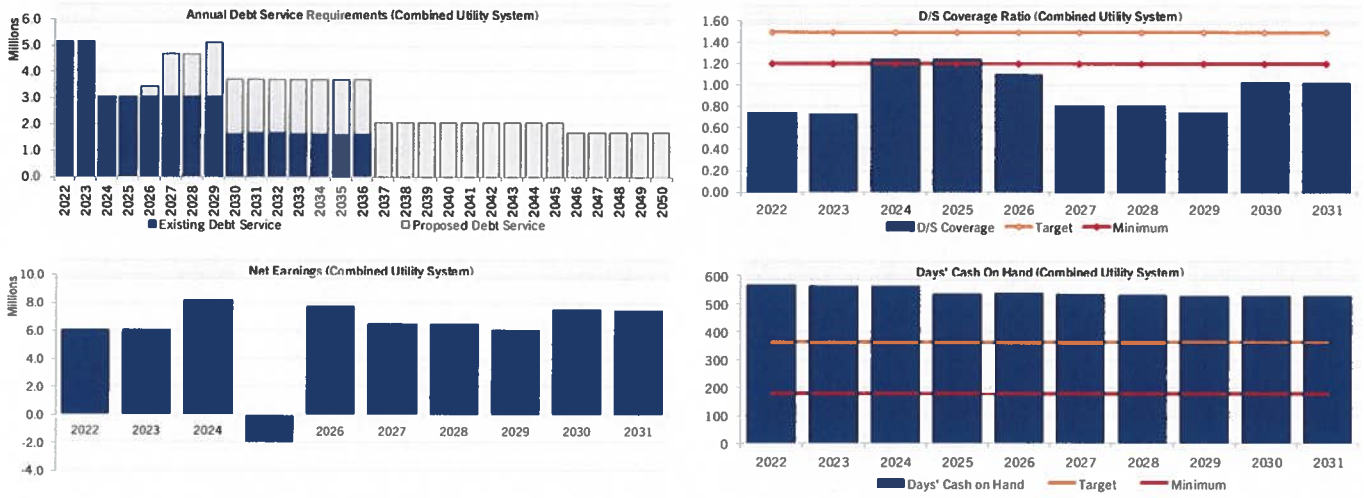 Annual Debt Service Requirements (Combined Utility System)
Millions
6.0
5.0
4.0
3.0
2.0
1.0
0.0
2022 2023 2024 2025 2026 2027 2028 2029 2030 2031 2032 2033 2034 2035 2036 2037 2038 2039 2040 2041 2042 2043 2044 2045 2046 2047 2048 2049 2050
Existing Debt Service Proposed Debt Service
D/S Coverage Ratio (Combined Utility System)
1.60
1.40
1.20
1.00
0.80
0.60
0.40
0.20
0.00
2022 2023 2024 2025 2026 2027 2028 2029 2030 2031
D/S Coverage Target Minimum
Net Earnings (Combined Utility System)
Millions
10.0
8.0
6.0
4.0
2.0
0.0
-2.0
-4.0
2022 2023 2024 2026 2027 2028 2029 2030 2031
Days' Cash On Hand (Combined Utility System)
600
500
400
300
200
100
0
2022 2023 2024 2025 2026 2027 2028 2029 2030 2031
Days' Cash on Hand Target Minimum